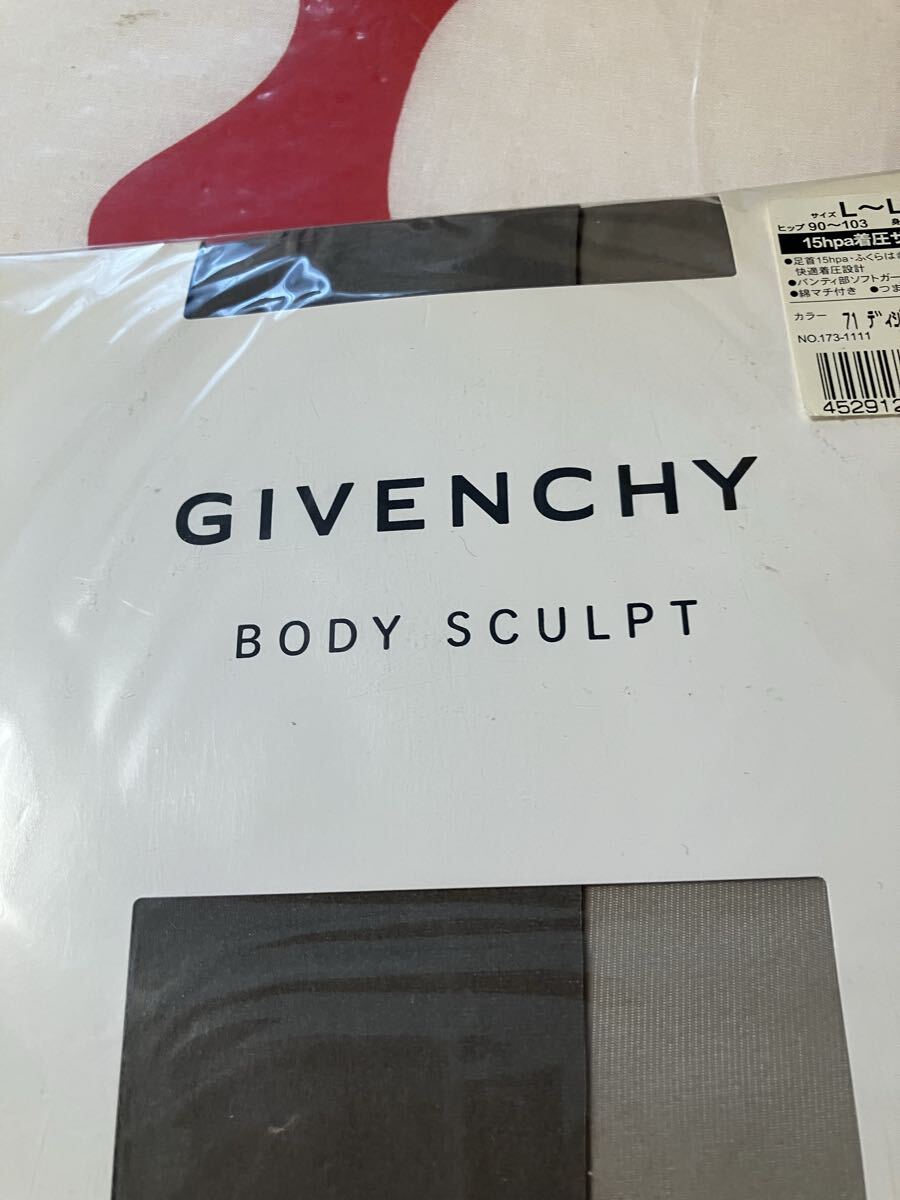 サイズ L〜L
ヒップ 90〜103 身
15hpa着圧サ
●足首15hpa・ふくらはぎ
快適着圧設計
●パンティ部ソフトガー
●綿マチ付き ●つま
カラー 71 ディジ
NO.173-1111
452912
GIVENCHY
BODY SCULPT